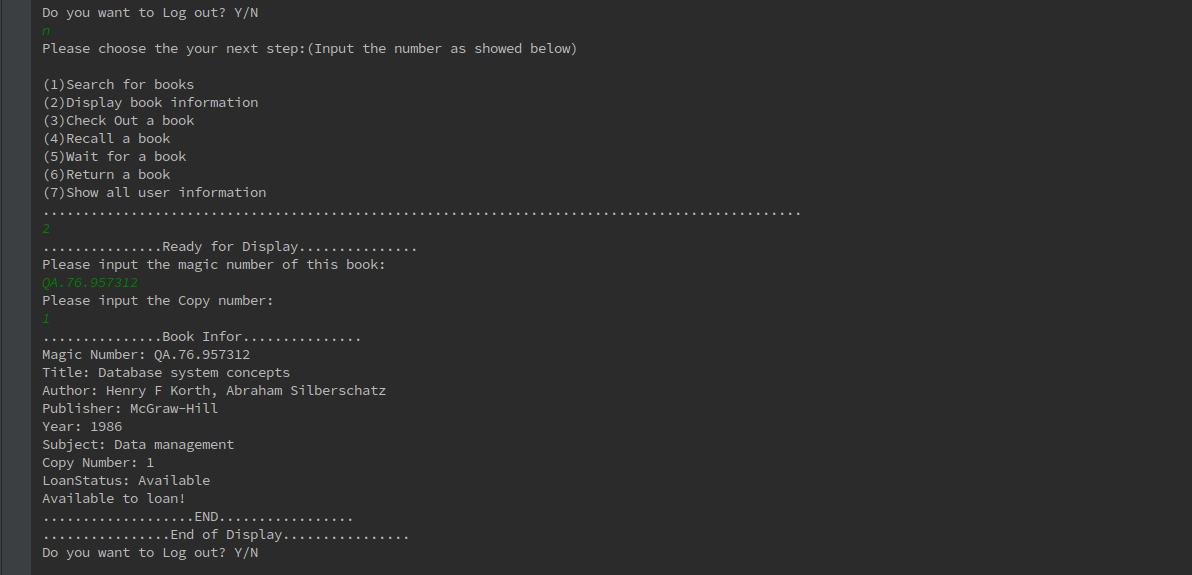 Do you want to Log out? Y/N
n
Please choose the your next step:(Input the number as showed below)
(1)Search for books
(2)Display book information
(3)Check Out a book
(4)Recall a book
(5)Wait for a book
(6)Return a book
(7)Show all user information
...............................................................................................
2
...............Ready for Display...............
Please input the magic number of this book:
QA.76.957312
Please input the Copy number:
1
...............Book Infor...............
Magic Number: QA.76.957312
Title: Database system concepts
Author: Henry F Korth, Abraham Silberschatz
Publisher: McGraw-Hill
Year: 1986
Subject: Data management
Copy Number: 1
LoanStatus: Available
Available to loan!
...................END.................
................End of Display................
Do you want to Log out? Y/N